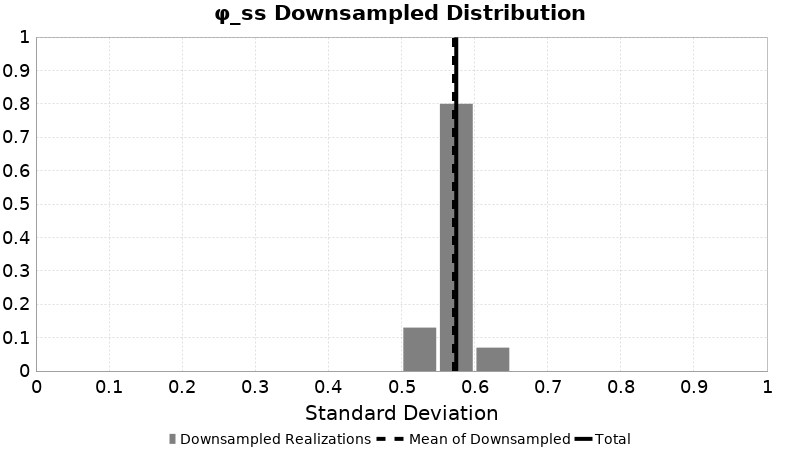 φ_ss Downsampled Distribution
1
0.9
0.8
0.7
0.6
0.5
0.4
0.3
0.2
0.1
0
0 0.1 0.2 0.3 0.4 0.5 0.6 0.7 0.8 0.9 1
Standard Deviation
Downsampled Realizations Mean of Downsampled Total